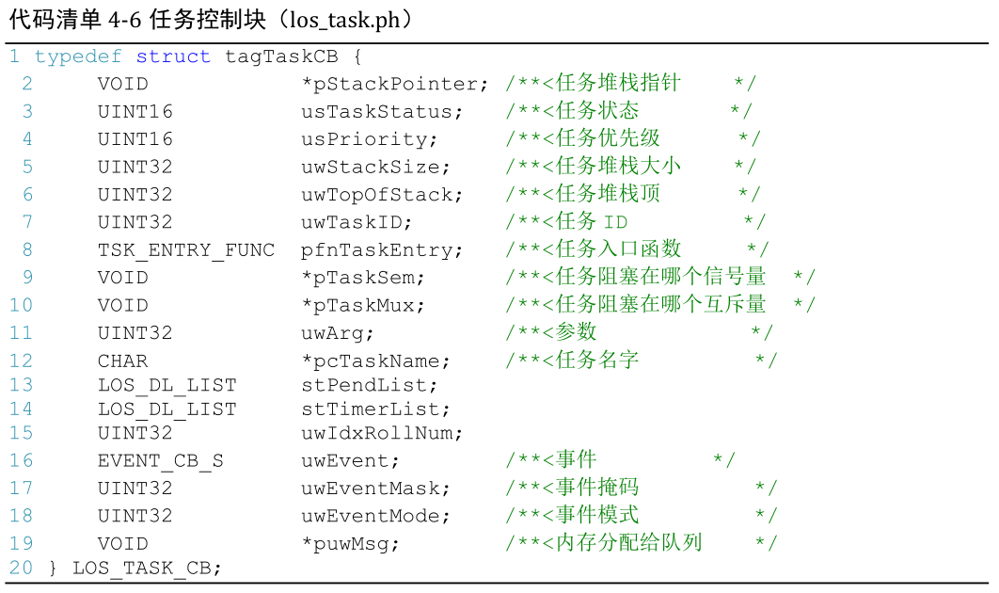 代码清单 4-6 任务控制块（los_task.ph）
1 typedef struct tagTaskCB {
2 VOID *pStackPointer; /**<任务堆栈指针 */
3 UINT16 usTaskStatus; /**<任务状态 */
4 UINT16 usPriority; /**<任务优先级 */
5 UINT32 uwStackSize; /**<任务堆栈大小 */
6 UINT32 uwTopOfStack; /**<任务堆栈顶 */
7 UINT32 uwTaskID; /**<任务 ID */
8 TSK_ENTRY_FUNC pfnTaskEntry; /**<任务入口函数 */
9 VOID *pTaskSem; /**<任务阻塞在哪个信号量 */
10 VOID *pTaskMux; /**<任务阻塞在哪个互斥量 */
11 UINT32 uwArg; /**<参数 */
12 CHAR *pcTaskName; /**<任务名字 */
13 LOS_DL_LIST stPendList;
14 LOS_DL_LIST stTimerList;
15 UINT32 uwIdxRollNum;
16 EVENT_CB_S uwEvent; /**<事件 */
17 UINT32 uwEventMask; /**<事件掩码 */
18 UINT32 uwEventMode; /**<事件模式 */
19 VOID *puwMsg; /**<内存分配给队列 */
20 } LOS_TASK_CB;